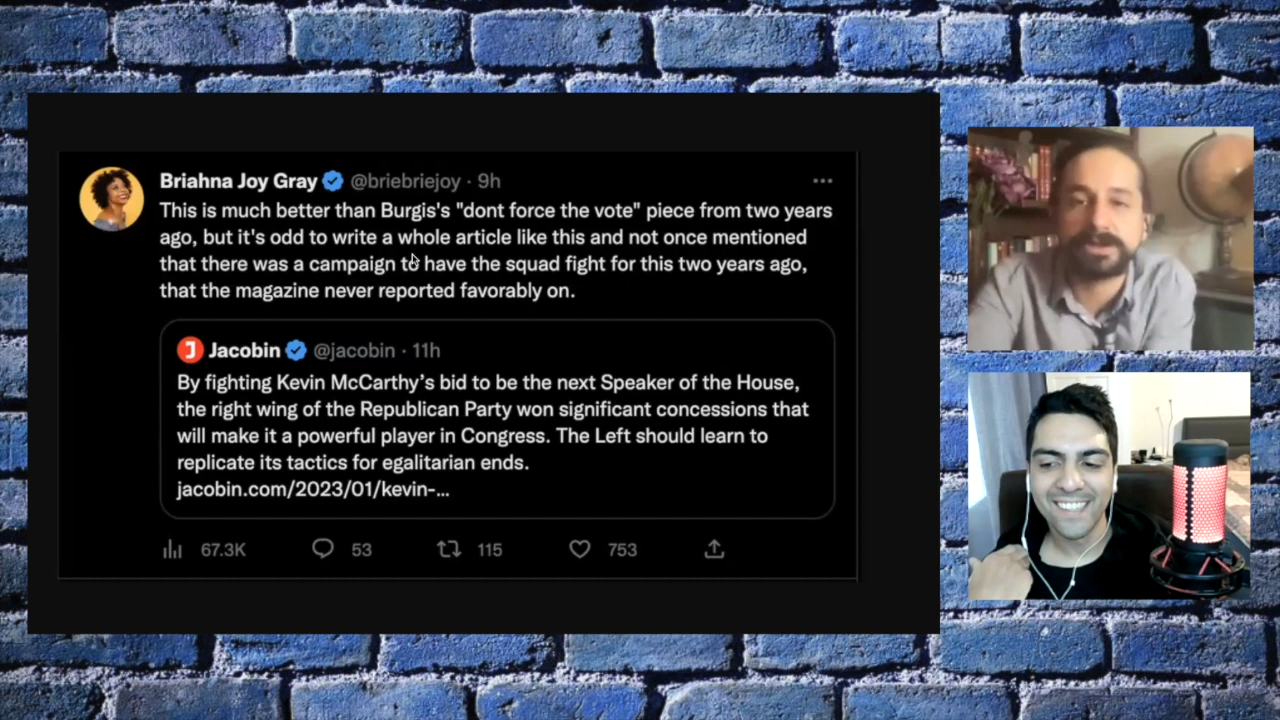 Briahna Joy Gray @briebriejoy · 9h
This is much better than Burgis's "dont force the vote" piece from two years
ago, but it's odd to write a whole article like this and not once mentioned
that there was a campaign to have the squad fight for this two years ago,
that the magazine never reported favorably on.
Jacobin @jacobin · 11h
By fighting Kevin McCarthy's bid to be the next Speaker of the House,
the right wing of the Republican Party won significant concessions that
will make it a powerful player in Congress. The Left should learn to
replicate its tactics for egalitarian ends.
jacobin.com/2023/01/kevin-...
67.3K 53 115 753